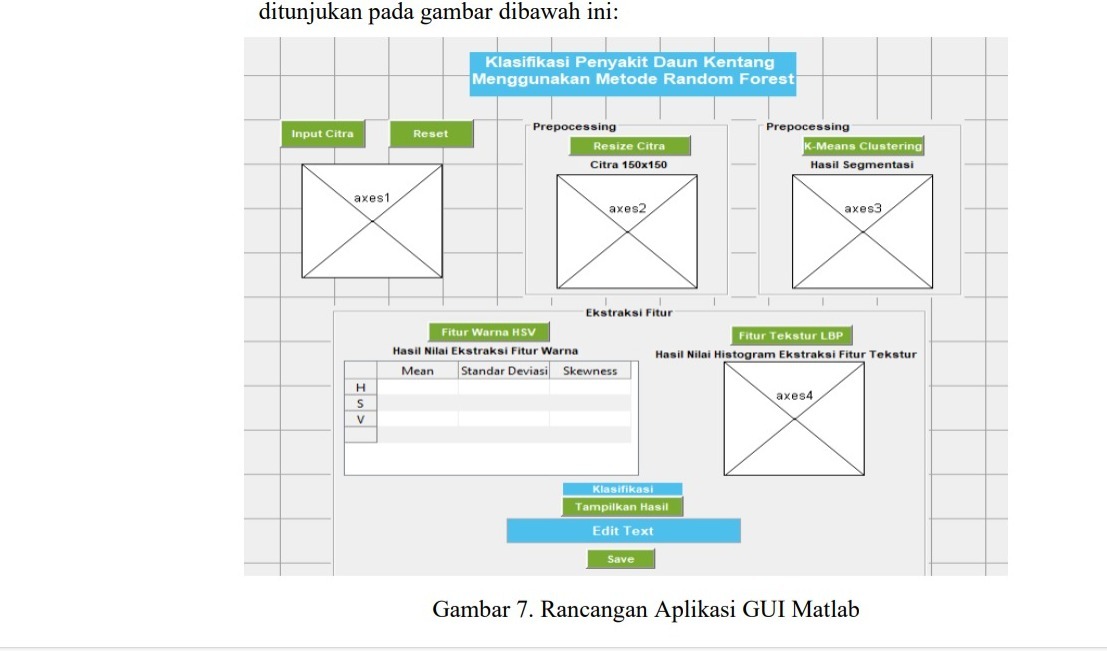 ditunjukan pada gambar dibawah ini:
Klasifikasi Penyakit Daun Kentang
Menggunakan Metode Random Forest
Input Citra
Reset
axes1
Prepocessing
Resize Citra
Citra 150x150
axes2
Prepocessing
K-Means Clustering
Hasil Segmentasi
axes3
Ekstraksi Fitur
Fitur Warna HSV
Hasil Nilai Ekstraksi Fitur Warna
Mean Standar Deviasi Skewness
H
S
V
Fitur Tekstur LBP
Hasil Nilai Histogram Ekstraksi Fitur Tekstur
axes4
Klasifikasi
Tampilkan Hasil
Edit Text
Save
Gambar 7. Rancangan Aplikasi GUI Matlab